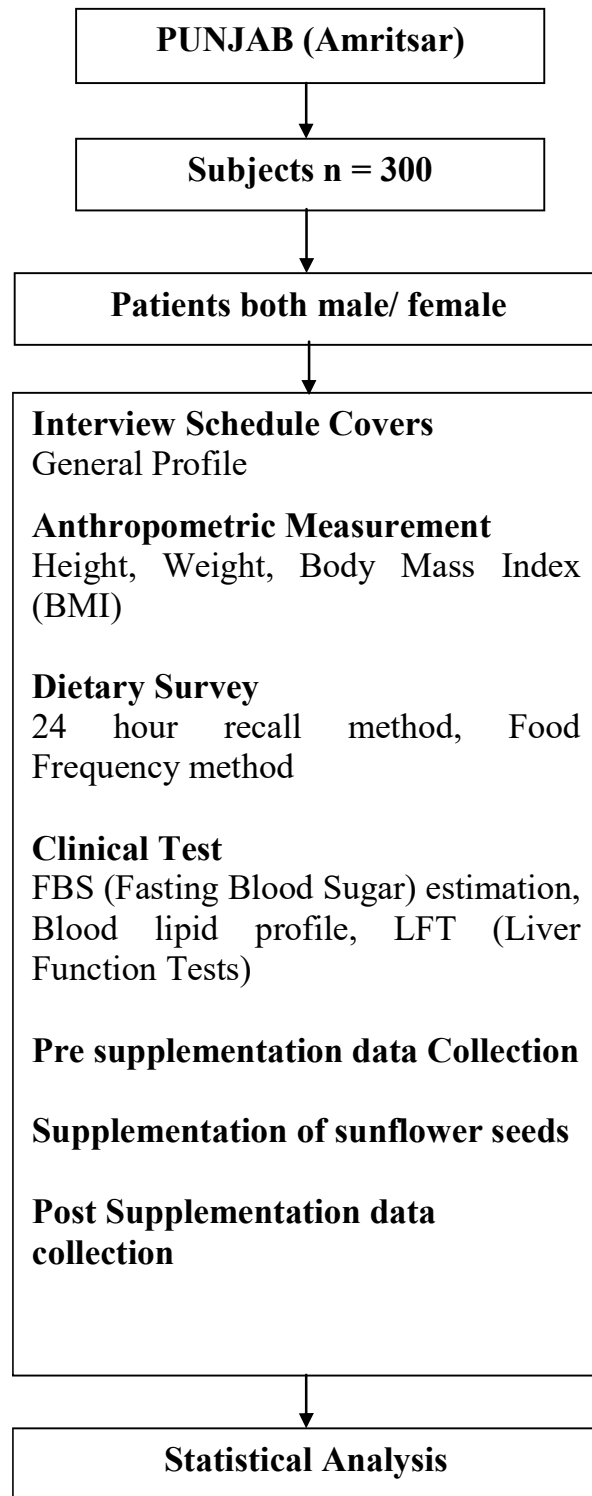 PUNJAB (Amritsar)
Subjects n = 300
Patients both male/ female
Interview Schedule Covers
General Profile
Anthropometric Measurement
Height, Weight, Body Mass Index
(BMI)
Dietary Survey
24 hour recall method, Food
Frequency method
Clinical Test
FBS (Fasting Blood Sugar) estimation,
Blood lipid profile, LFT (Liver
Function Tests)
Pre supplementation data Collection
Supplementation of sunflower seeds
Post Supplementation data
collection
Statistical Analysis